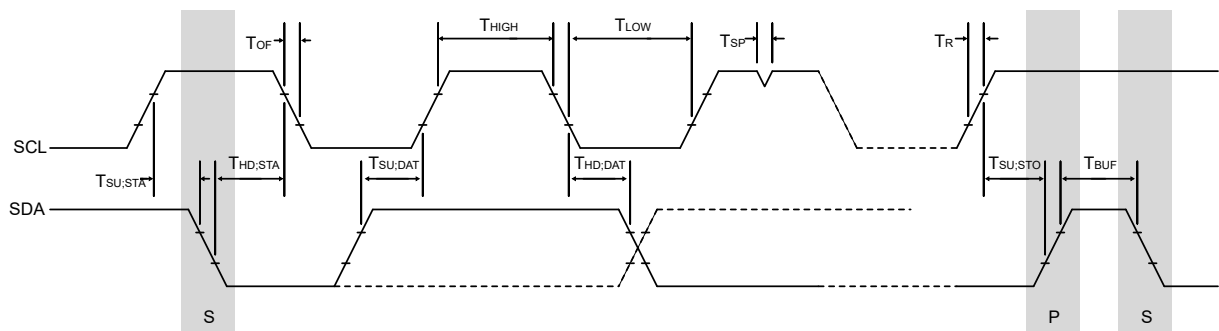 THIGH
TLOW
TOF
TSP
TR
SCL
TSU;STA
THD;STA
TSU;DAT
THD;DAT
TSU;STO
TBUF
SDA
S
P
S